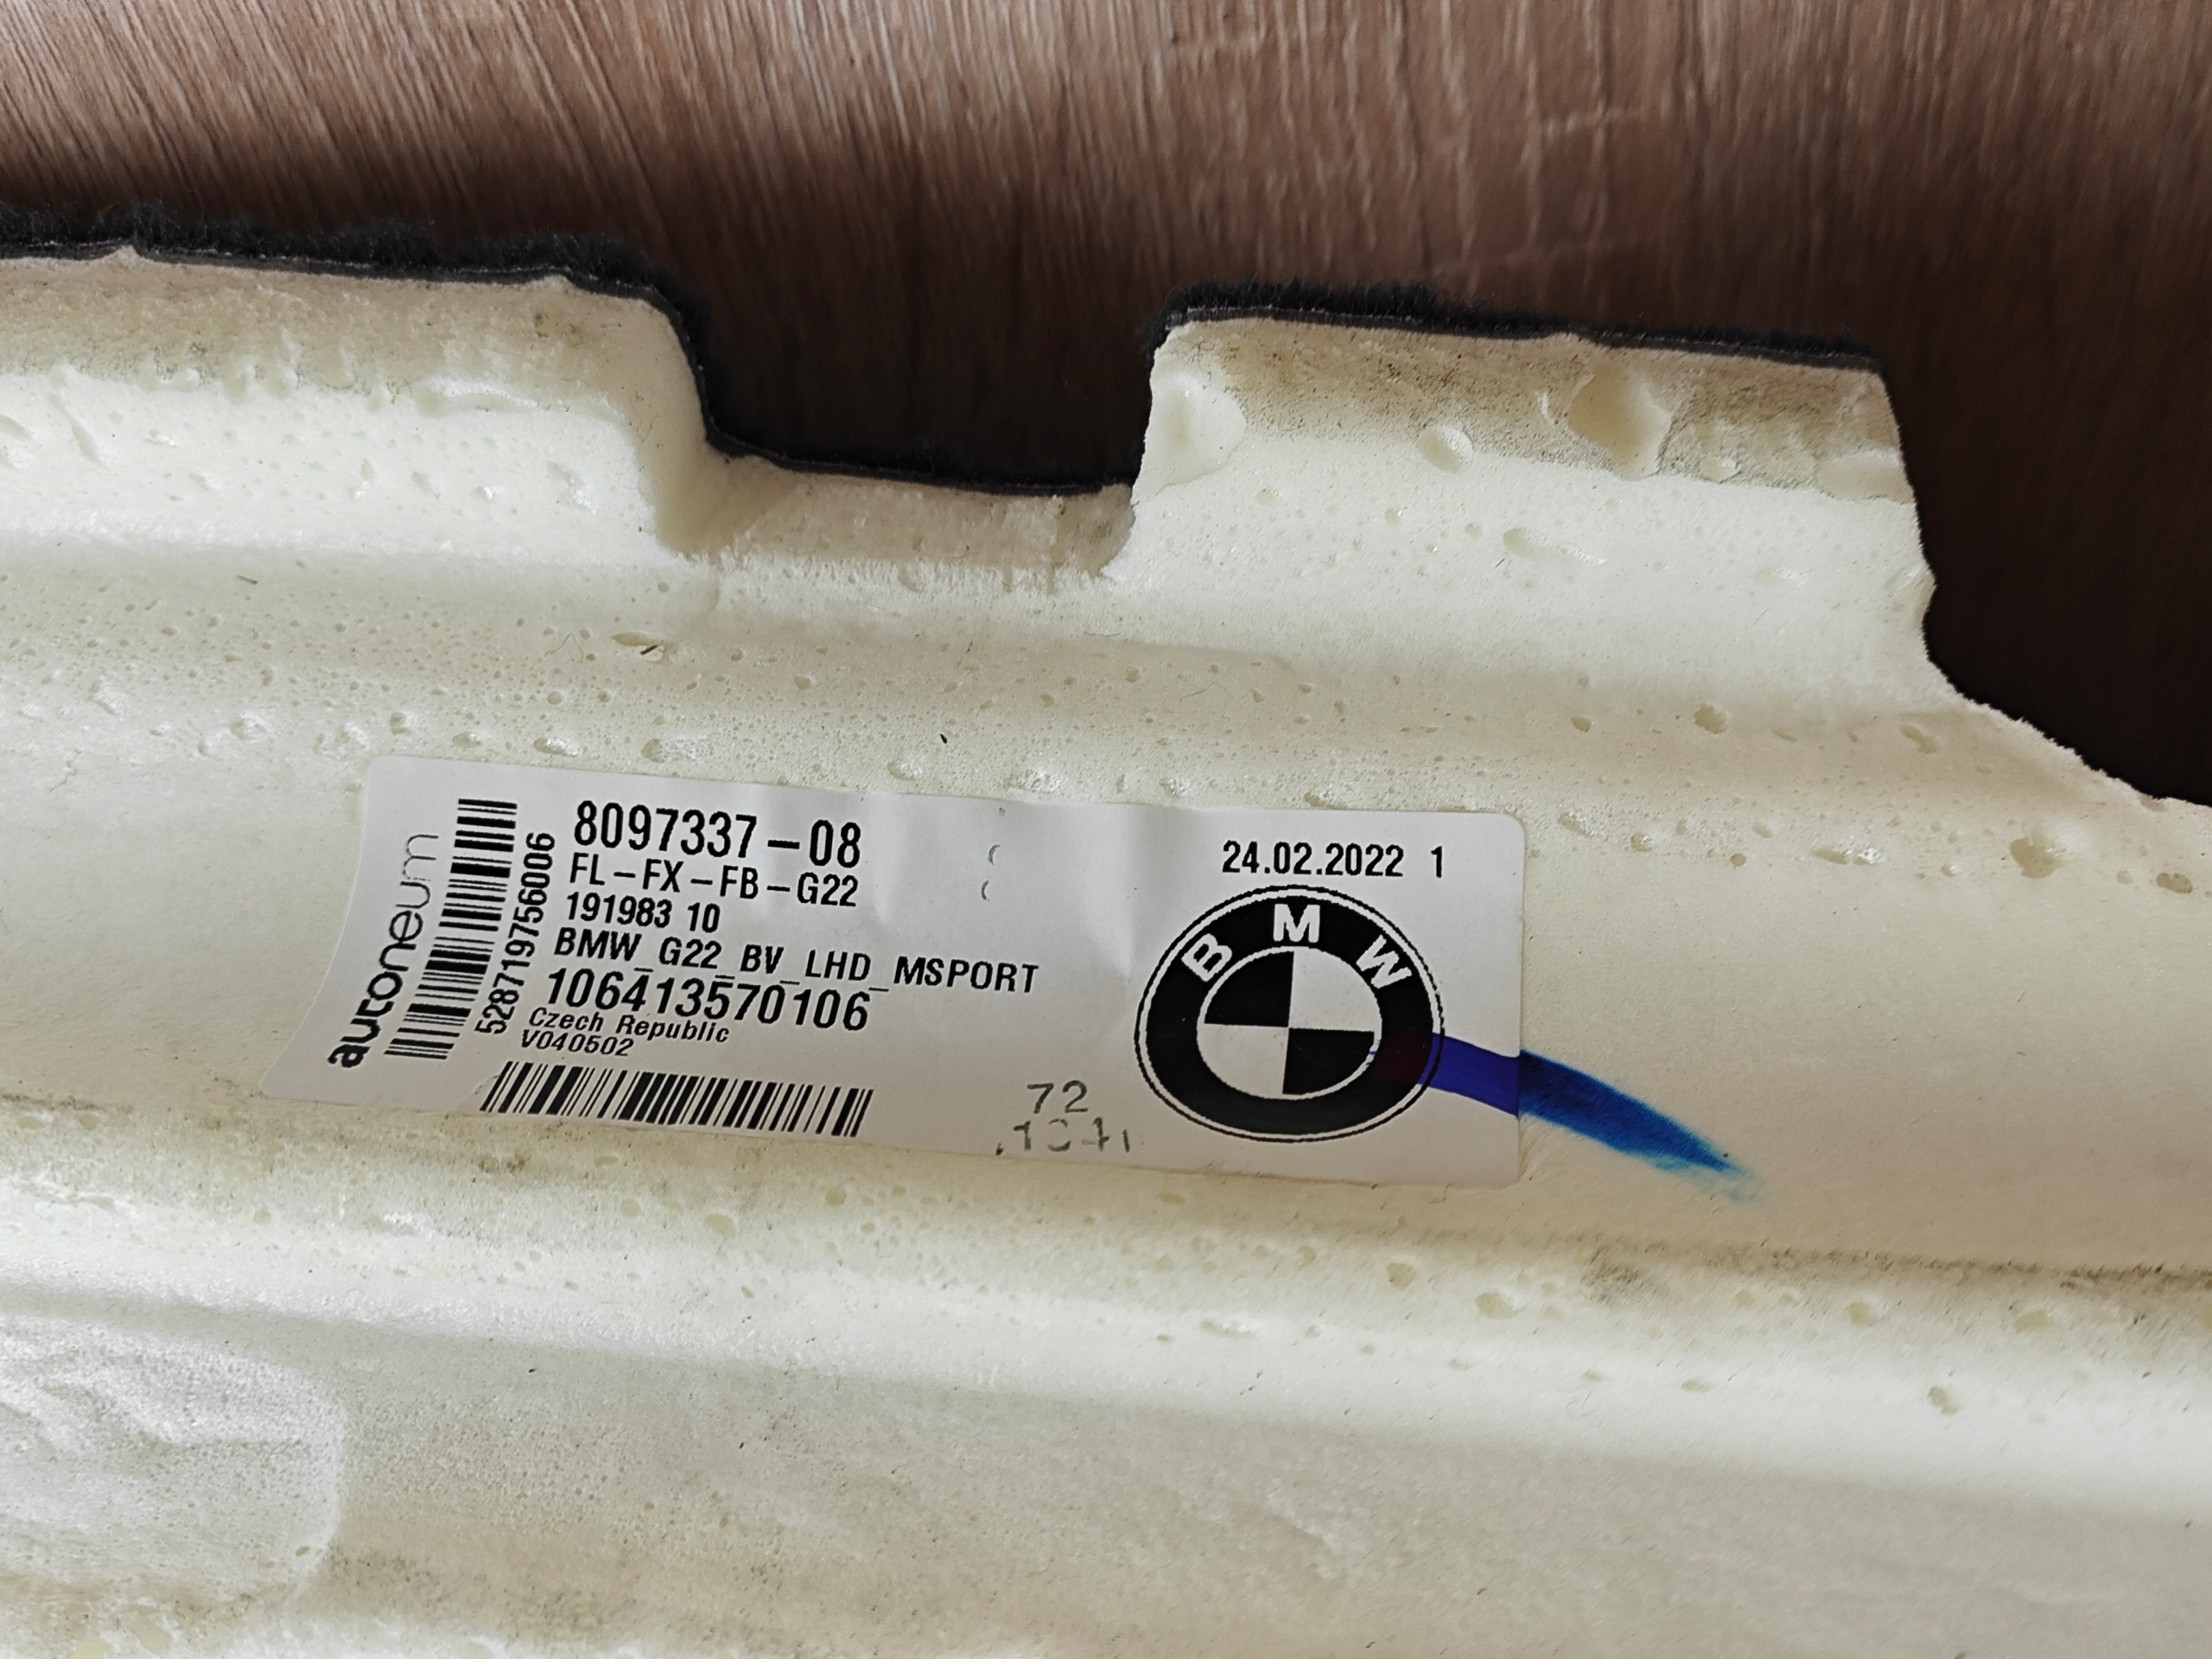 autoneum
528719756006
8097337-08
FL-FX-FB-G22
191983 10
BMW_G22_BV_LHD_MSPORT
106413570106
Czech Republic
V040502
24.02.2022 1
BMW
72